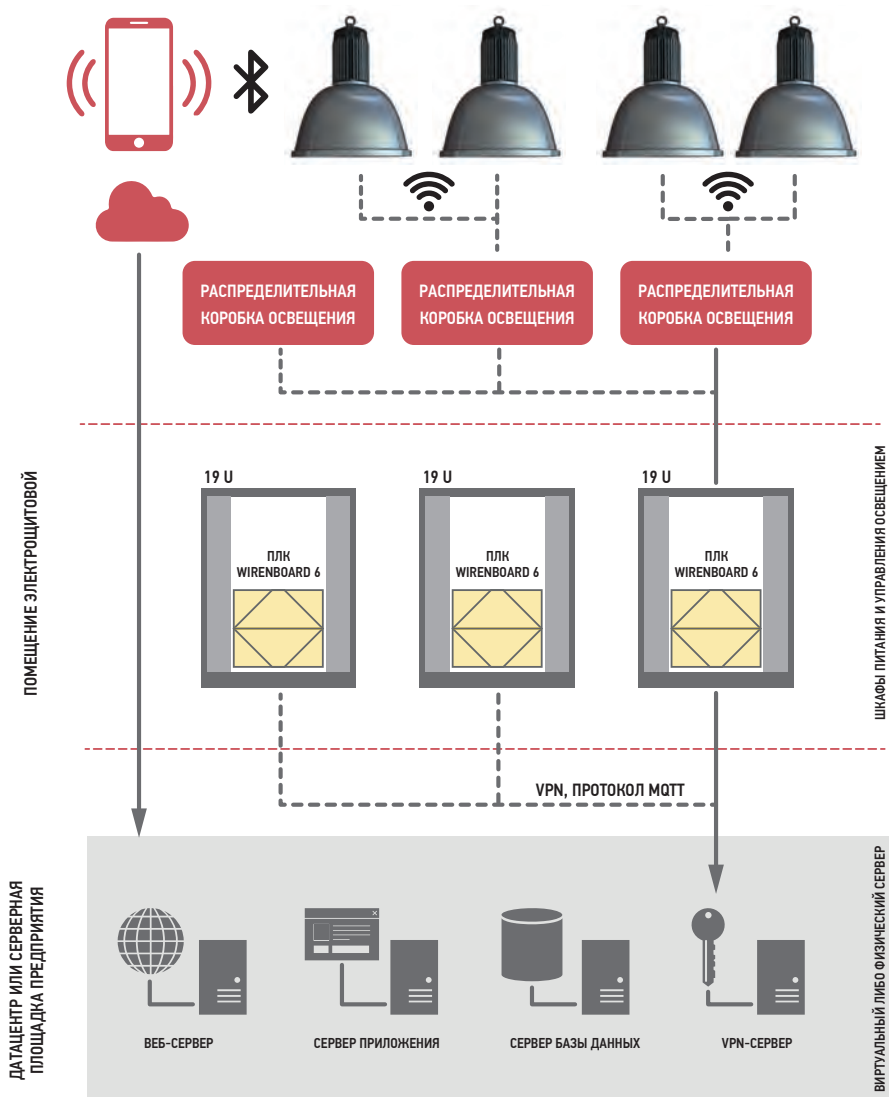 РАСПРЕДЕЛИТЕЛЬНАЯ
КОРОБКА ОСВЕЩЕНИЯ
РАСПРЕДЕЛИТЕЛЬНАЯ
КОРОБКА ОСВЕЩЕНИЯ
РАСПРЕДЕЛИТЕЛЬНАЯ
КОРОБКА ОСВЕЩЕНИЯ
ПОМЕЩЕНИЕ ЭЛЕКТРОЩИТОВОЙ
19 U
ПЛК
WIRENBOARD 6
19 U
ПЛК
WIRENBOARD 6
19 U
ПЛК
WIRENBOARD 6
ШКАФЫ ПИТАНИЯ И УПРАВЛЕНИЯ ОСВЕЩЕНИЕМ
VPN, ПРОТОКОЛ MQTT
ДАТАЦЕНТР ИЛИ СЕРВЕРНАЯ
ПЛОЩАДКА ПРЕДПРИЯТИЯ
ВЕБ-СЕРВЕР
СЕРВЕР ПРИЛОЖЕНИЯ
СЕРВЕР БАЗЫ ДАННЫХ
VPN-СЕРВЕР
ВИРТУАЛЬНЫЙ ЛИБО ФИЗИЧЕСКИЙ СЕРВЕР